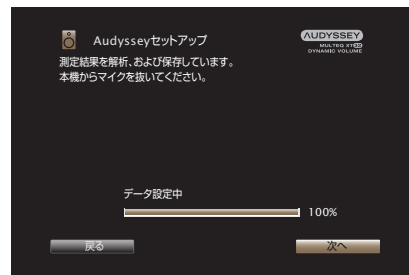 Audysseyセットアップ
AUDYSSEY
MULTEQ XT32
DYNAMIC VOLUME
測定結果を解析、および保存しています。
本機からマイクを抜いてください。
データ設定中
100%
戻る
次へ